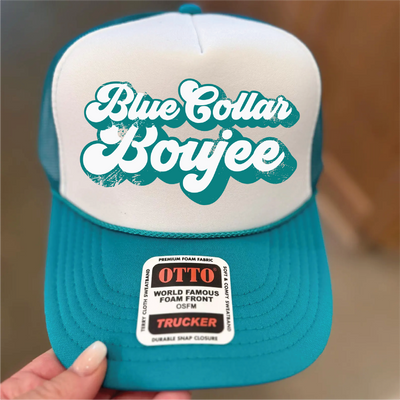 Blue Collar
Boujee
PREMIUM FOAM FABRIC
OTTO
WORLD FAMOUS
FOAM FRONT
OSFM
TRUCKER
DURABLE SNAP CLOSURE
TERRY CLOTH SWEATBAND
SOFT & COMFY SWEATBAND